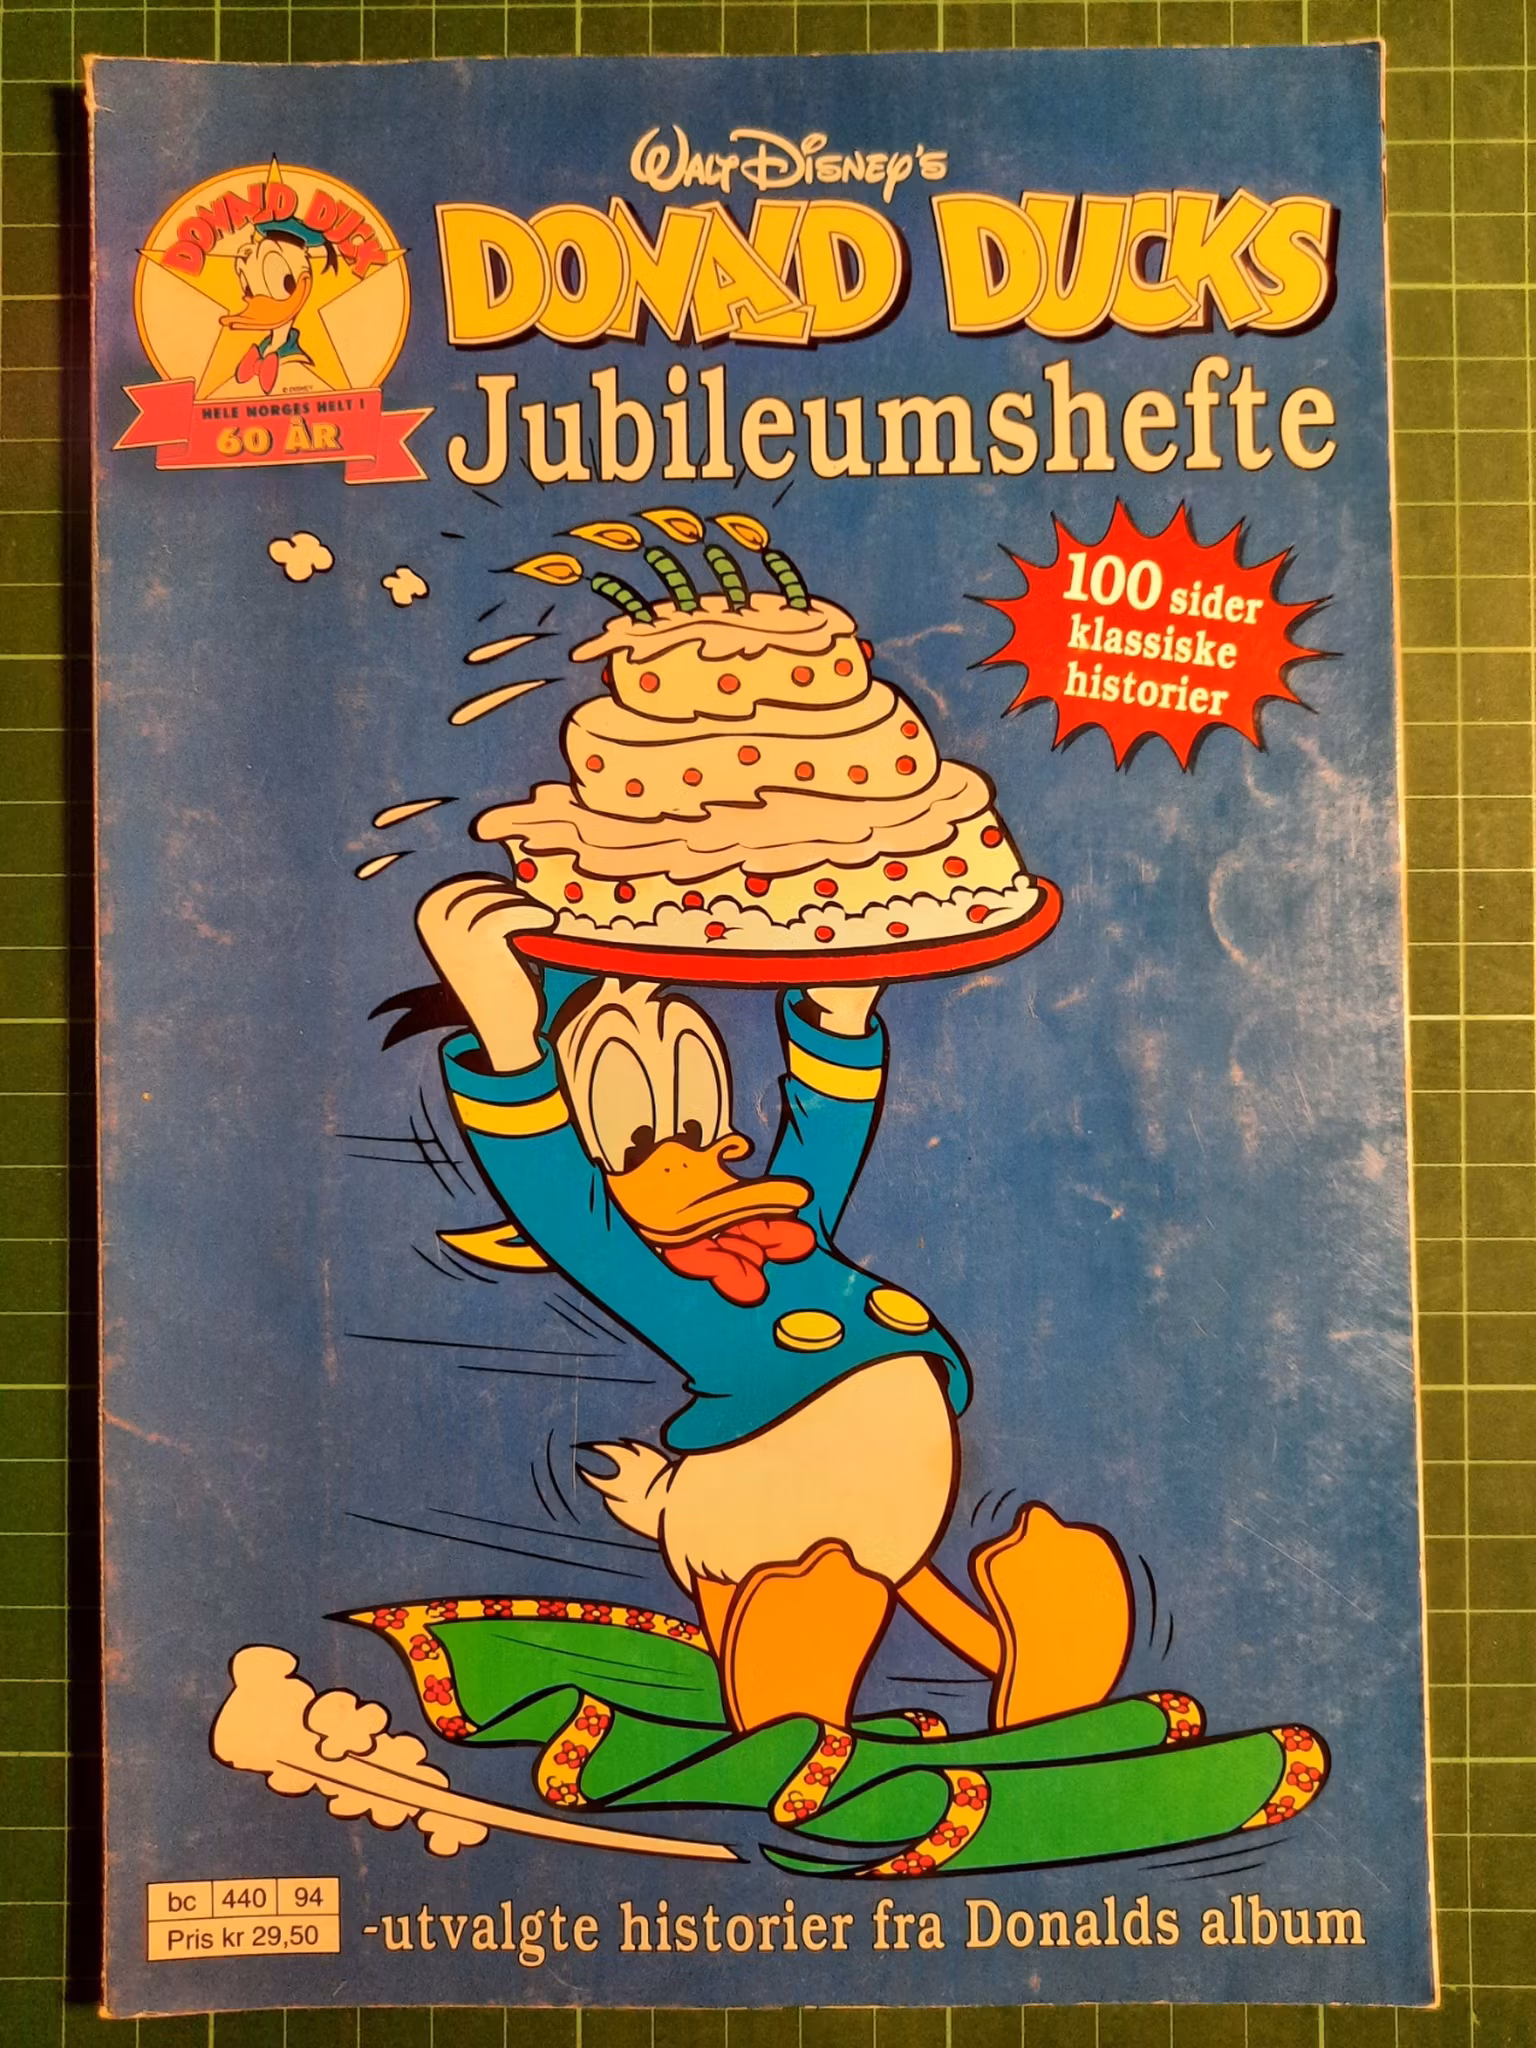 Walt Disney's
DONALD DUCKS
Jubileumshefte
DONALD DUCK
© DISNEY
HELE NORGES HELT I
60 ÅR
100 sider
klassiske
historier
bc 440 94
Pris kr 29,50
-utvalgte historier fra Donalds album